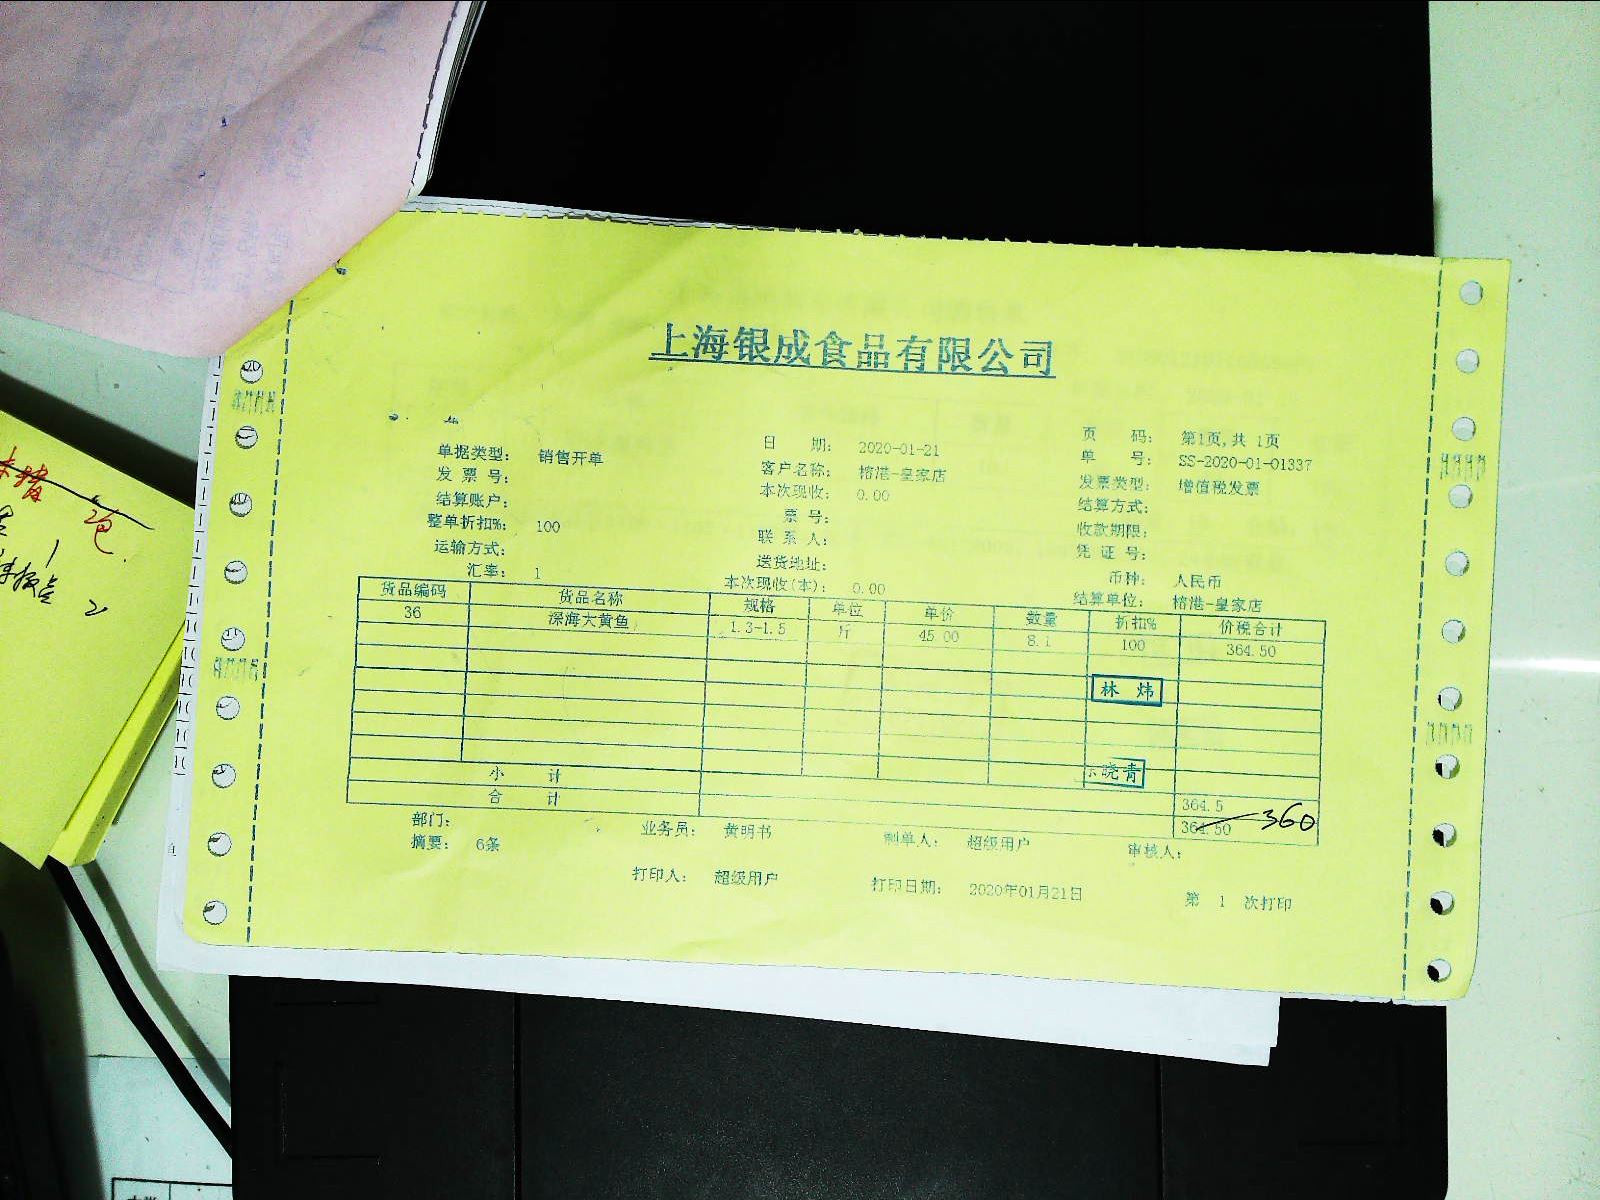 上海银成食品有限公司
单据类型： 销售开单 日 期： 2020-01-21 页 码： 第1页,共 1页
发 票 号： 客户名称： 榕港-皇家店 单 号： SS-2020-01-01337
结算账户： 本次现收： 0.00 发票类型： 增值税发票
整单折扣%： 100 票 号： 结算方式：
运输方式： 联 系 人： 收款期限：
汇率： 1 送货地址： 凭 证 号：
本次现收(本)： 0.00 币种： 人民币
结算单位： 榕港-皇家店
货品编码 货品名称 规格 单位 单价 数量 折扣% 价税合计
36 深海大黄鱼 1.3-1.5 斤 45.00 8.1 100 364.50
林 炜
晓青
小 计 364.5
合 计 364.50 360
部门： 业务员： 黄明书 制单人： 超级用户 审核人：
摘要： 6条
打印人： 超级用户 打印日期： 2020年01月21日 第 1 次打印